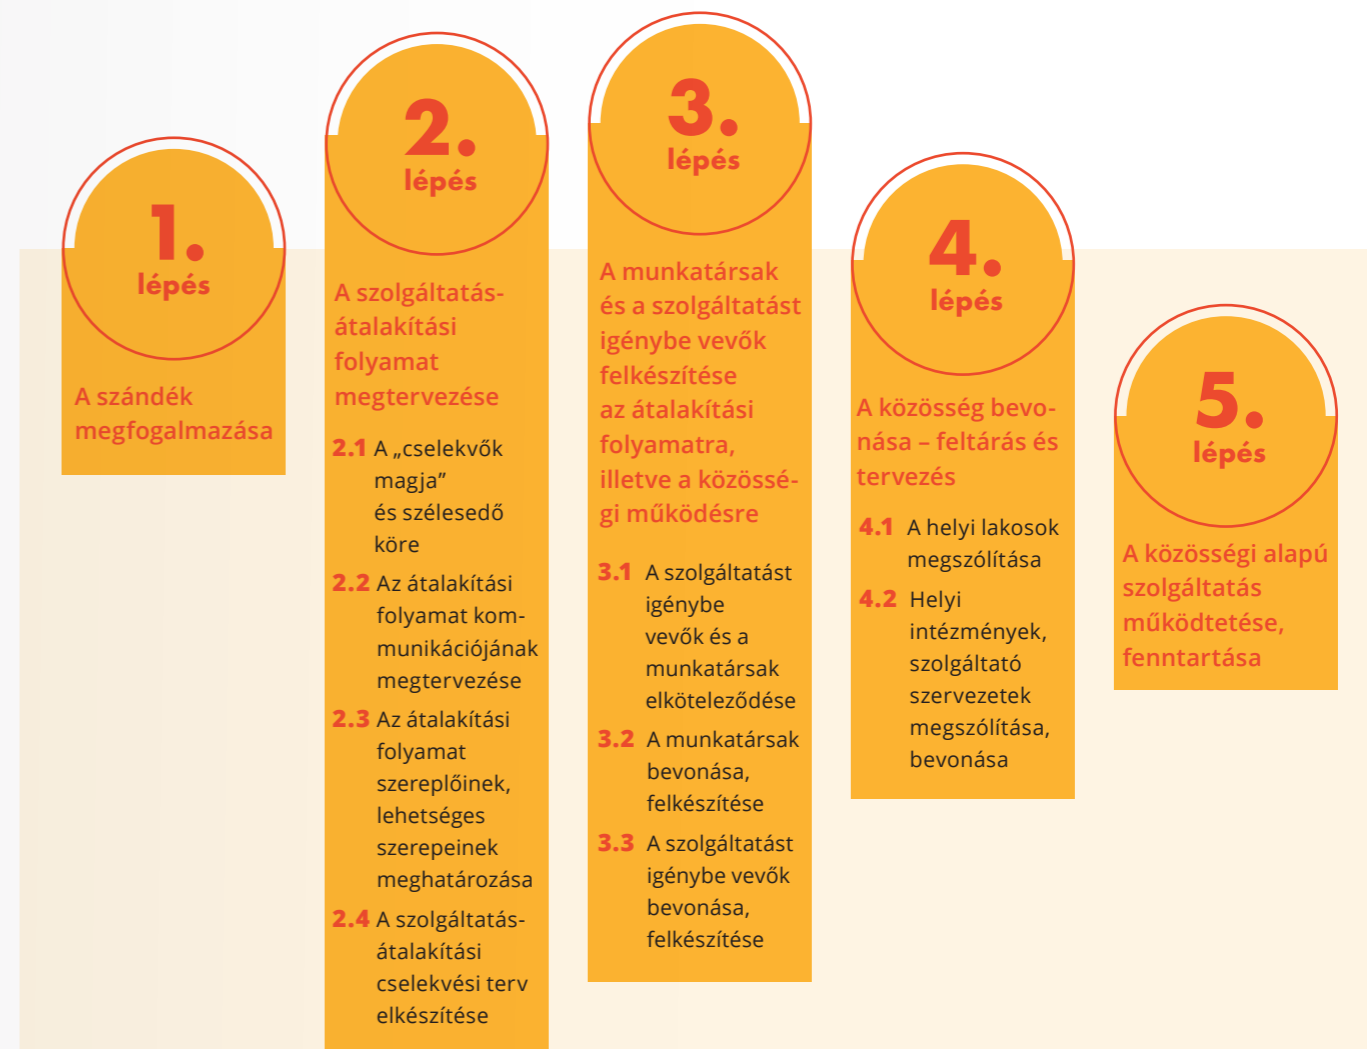 1.
lépés
A szándék
megfogalmazása
2.
lépés
A szolgáltatás-
átalakítási
folyamat
megtervezése
2.1 A „cselekvők
magja”
és szélesedő
köre
2.2 Az átalakítási
folyamat kom-
munikációjának
megtervezése
2.3 Az átalakítási
folyamat
szereplőinek,
lehetséges
szerepeinek
meghatározása
2.4 A szolgáltatás-
átalakítási
cselekvési terv
elkészítése
3.
lépés
A munkatársak
és a szolgáltatást
igénybe vevők
felkészítése
az átalakítási
folyamatra,
illetve a közössé-
gi működésre
3.1 A szolgáltatást
igénybe
vevők és a
munkatársak
elköteleződése
3.2 A munkatársak
bevonása,
felkészítése
3.3 A szolgáltatást
igénybe vevők
bevonása,
felkészítése
4.
lépés
A közösség bevo-
nása – feltárás és
tervezés
4.1 A helyi lakosok
megszólítása
4.2 Helyi
intézmények,
szolgáltató
szervezetek
megszólítása,
bevonása
5.
lépés
A közösségi alapú
szolgáltatás
működtetése,
fenntartása